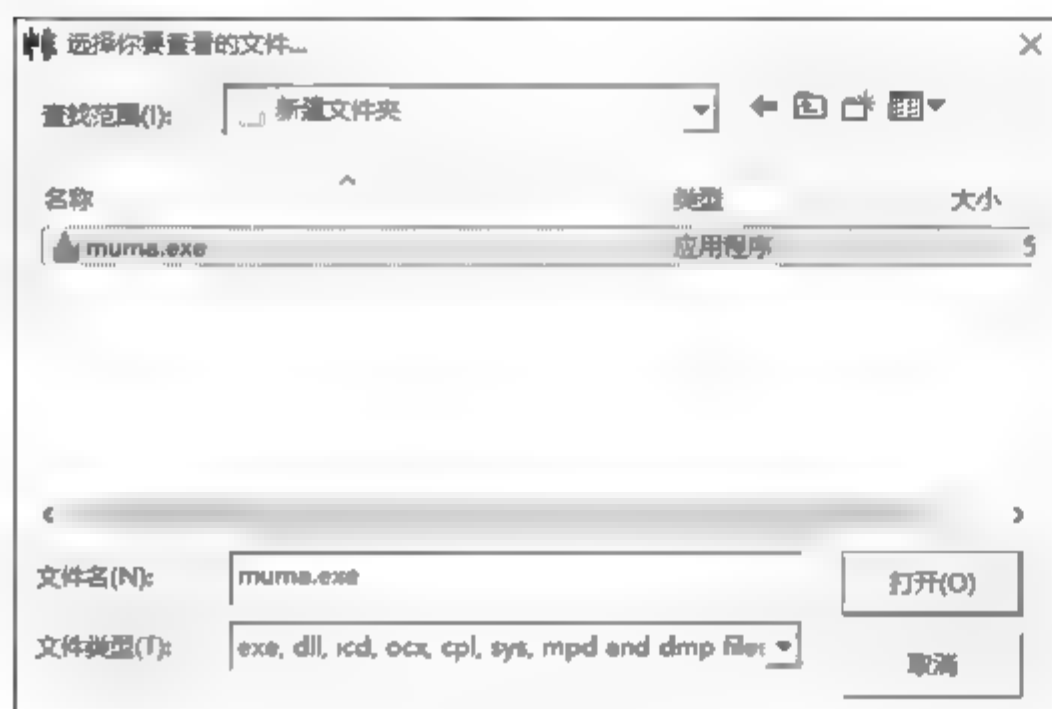 选择你要查看的文件...
查找范围(I): 新建文件夹
名称 类型 大小
muma.exe 应用程序
文件名(N): muma.exe 打开(O)
文件类型(T): exe, dll, icd, ocx, cpl, sys, mpd and dmp files 取消